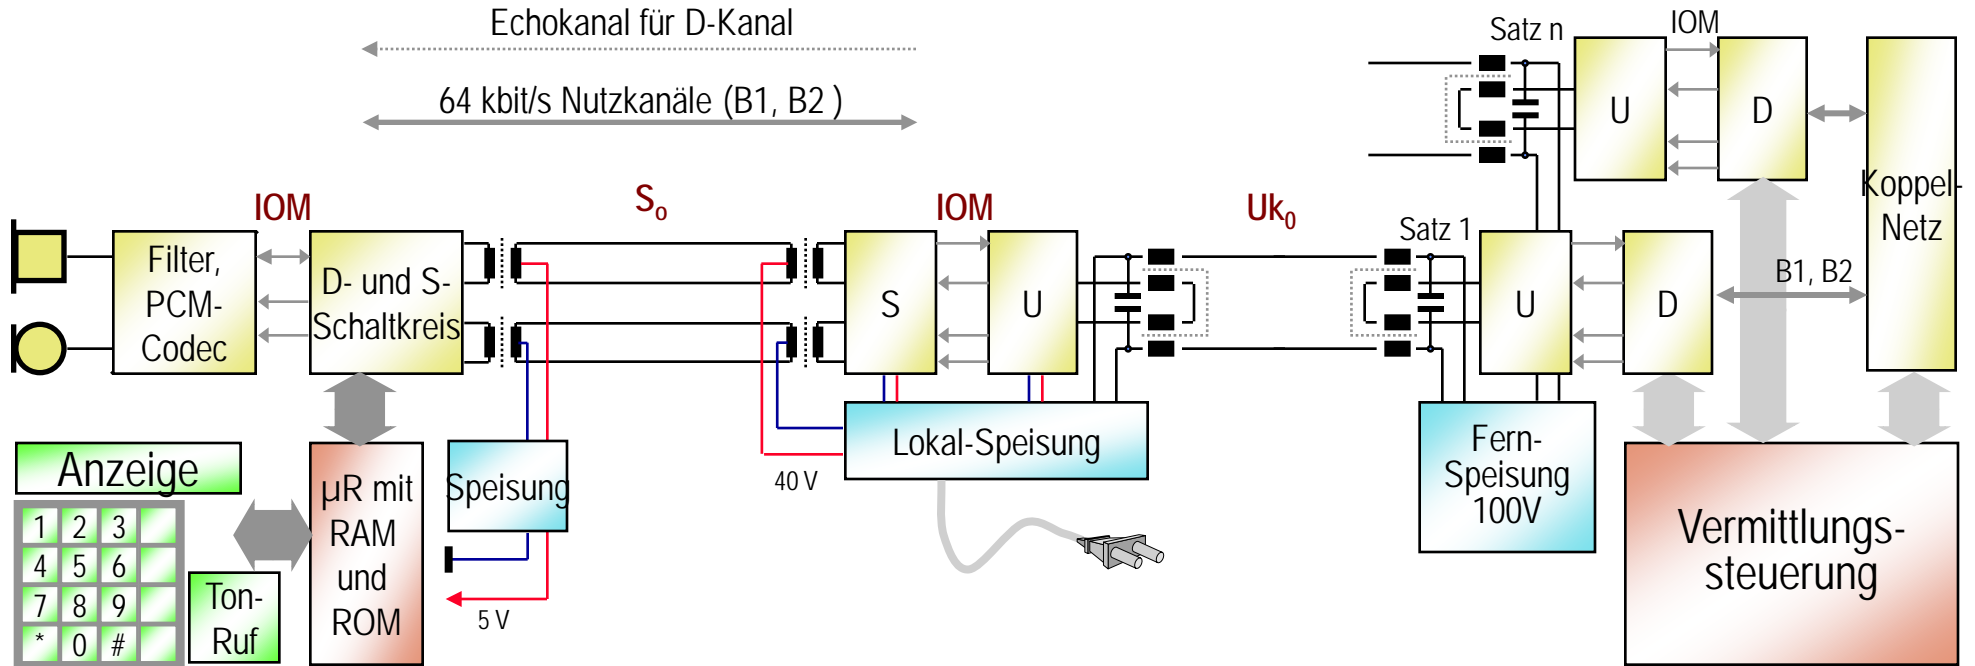 Echokanal für D-Kanal
64 kbit/s Nutzkanäle (B1, B2 )
Satz n
IOM
U
D
Koppel-
Netz
IOM
S₀
IOM
Uk₀
Satz 1
Filter,
PCM-
Codec
D- und S-
Schaltkreis
S
U
U
D
B1, B2
Anzeige
1 2 3
4 5 6
7 8 9
* 0 #
Ton-
Ruf
µR mit
RAM
und
ROM
Speisung
5 V
40 V
Lokal-Speisung
Fern-
Speisung
100V
Vermittlungs-
steuerung